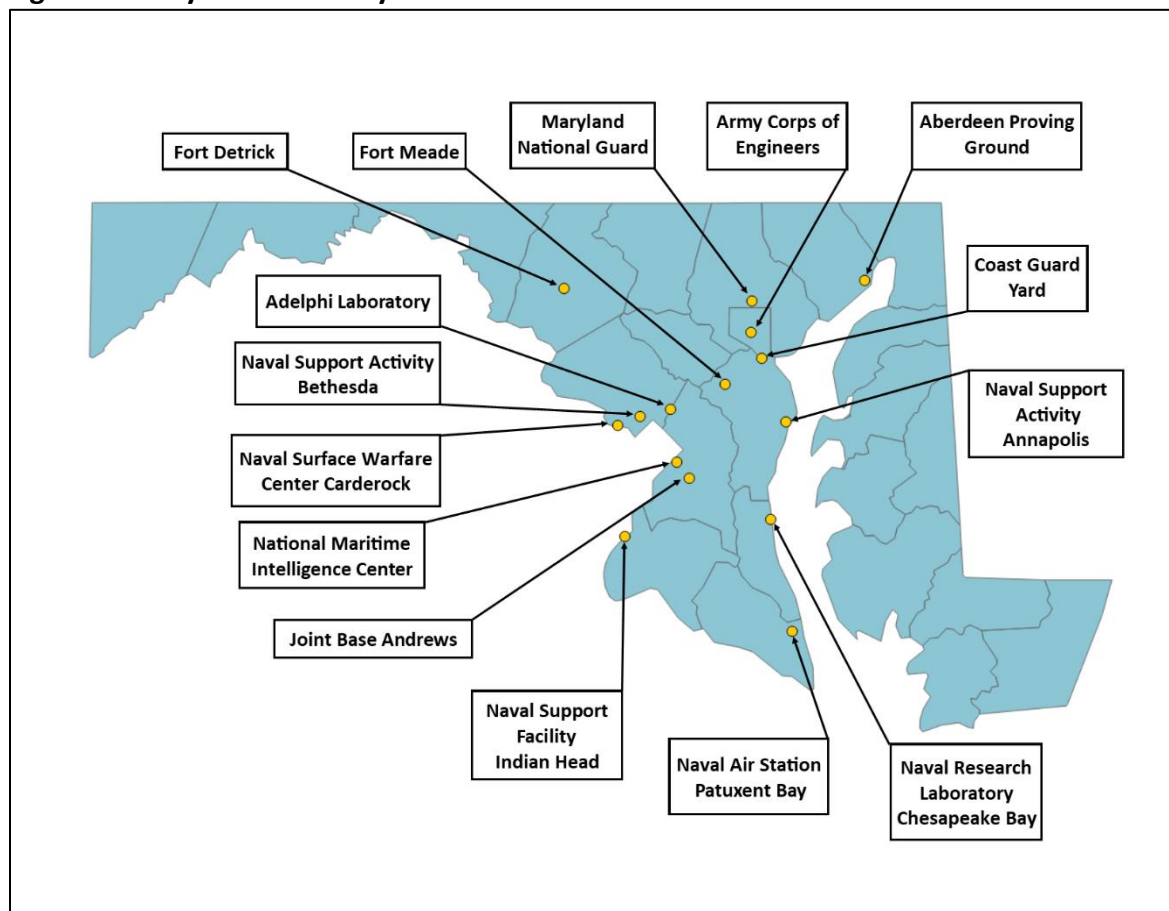 Maryland
National Guard
Army Corps of
Engineers
Aberdeen Proving
Ground
Fort Detrick
Fort Meade
Coast Guard
Yard
Adelphi Laboratory
Naval Support Activity
Bethesda
Naval Support
Activity
Annapolis
Naval Surface Warfare
Center Carderock
National Maritime
Intelligence Center
Joint Base Andrews
Naval Support
Facility
Indian Head
Naval Air Station
Patuxent Bay
Naval Research
Laboratory
Chesapeake Bay